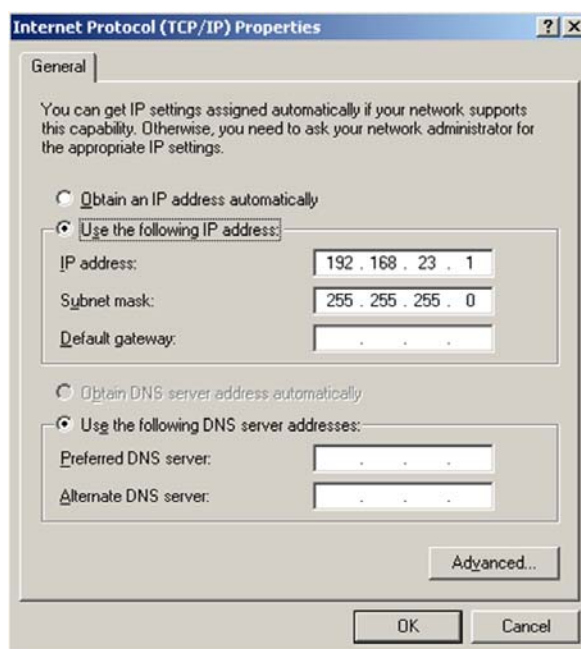 Internet Protocol (TCP/IP) Properties
General
You can get IP settings assigned automatically if your network supports
this capability. Otherwise, you need to ask your network administrator for
the appropriate IP settings.
Obtain an IP address automatically
Use the following IP address:
IP address: 192 . 168 . 23 . 1
Subnet mask: 255 . 255 . 255 . 0
Default gateway: . . .
Obtain DNS server address automatically
Use the following DNS server addresses:
Preferred DNS server: . . .
Alternate DNS server: . . .
Advanced...
OK Cancel